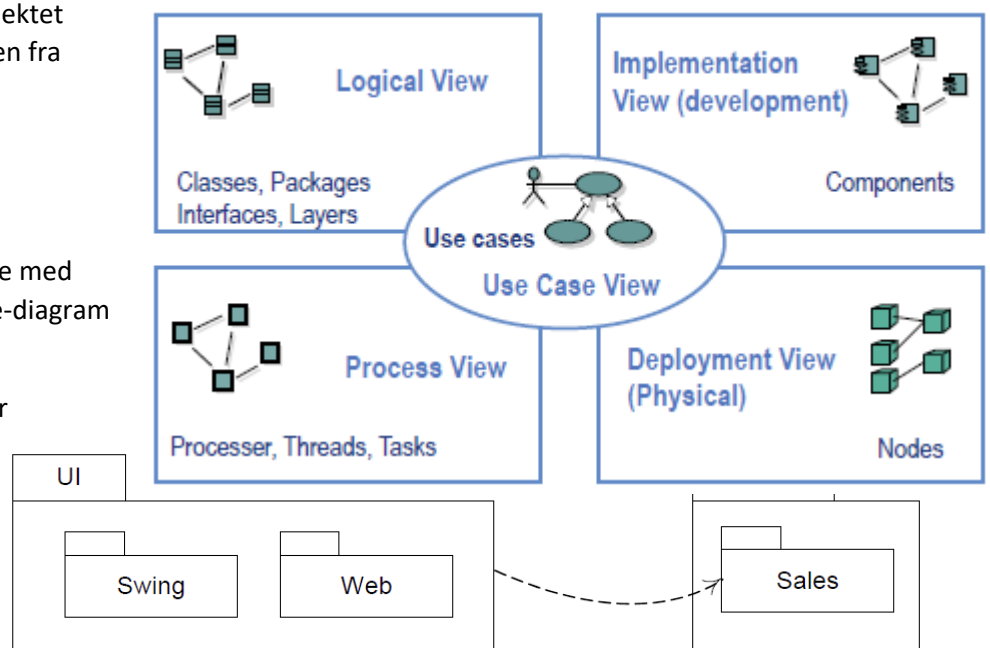 ektet
en fra
e med
e-diagram
r
Logical View
Classes, Packages
Interfaces, Layers
Implementation
View (development)
Components
Use cases
Use Case View
Process View
Processer, Threads, Tasks
Deployment View
(Physical)
Nodes
UI
Swing
Web
Sales